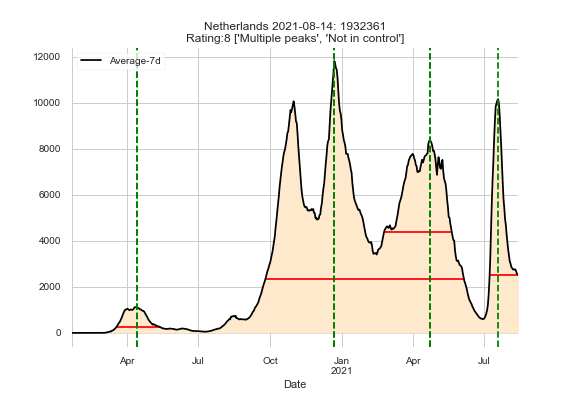 Netherlands 2021-08-14: 1932361
Rating:8 ['Multiple peaks', 'Not in control']
Average-7d
12000
10000
8000
6000
4000
2000
0
Apr
Jul
Oct
Jan
2021
Apr
Jul
Date